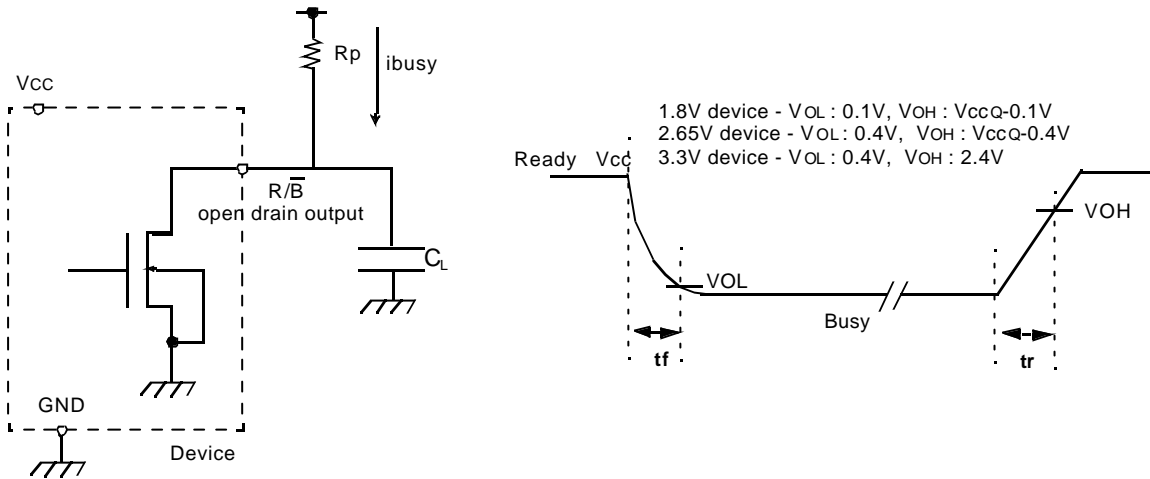 Rp
ibusy
VCC
R/B̅
open drain output
CL
GND
Device
1.8V device - VOL : 0.1V, VOH : VccQ-0.1V
2.65V device - VOL : 0.4V, VOH : VccQ-0.4V
3.3V device - VOL : 0.4V, VOH : 2.4V
Ready Vcc
VOH
VOL
Busy
tf
tr